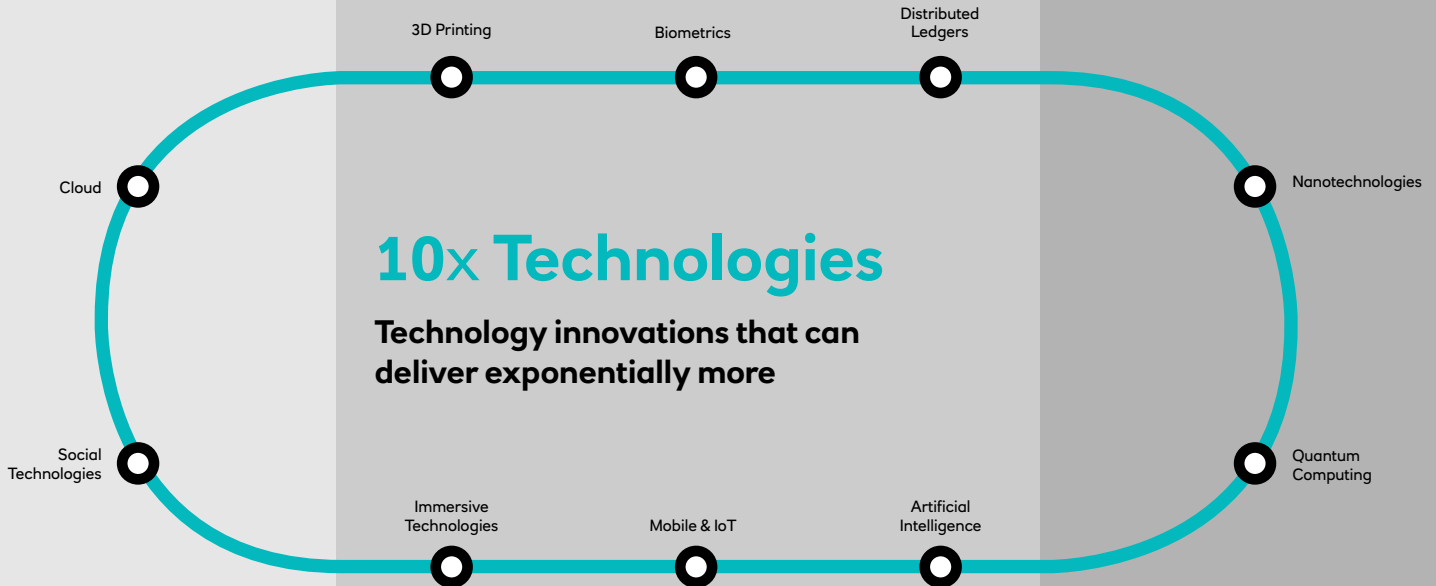 3D Printing
Biometrics
Distributed
Ledgers
Cloud
Nanotechnologies
10x Technologies
Technology innovations that can
deliver exponentially more
Social
Technologies
Quantum
Computing
Immersive
Technologies
Mobile & IoT
Artificial
Intelligence